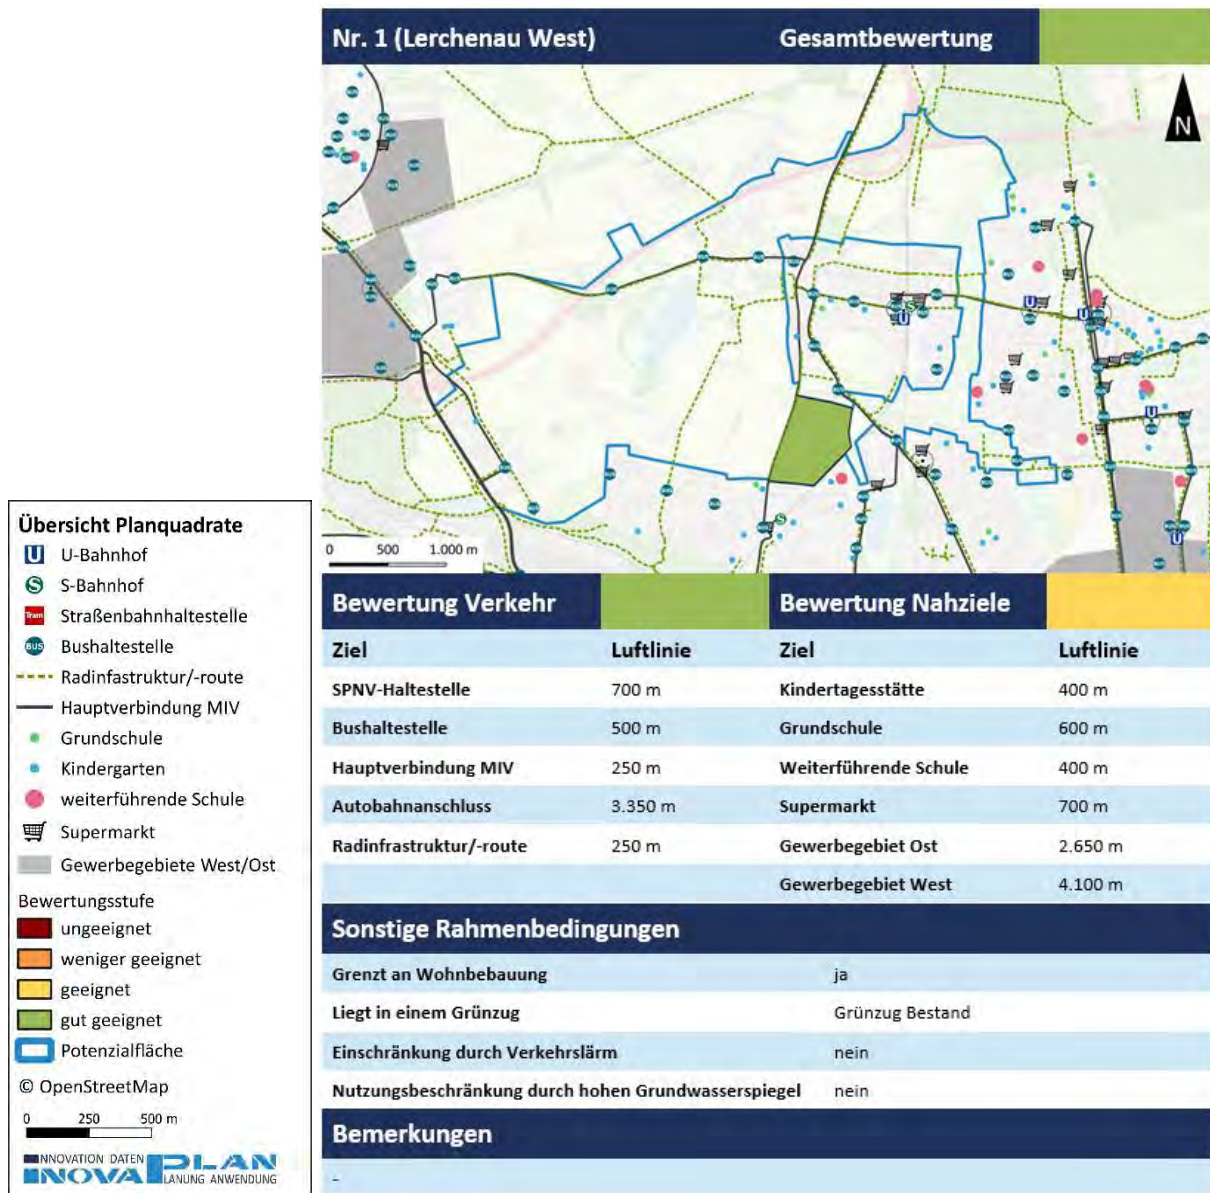 Nr. 1 (Lerchenau West) Gesamtbewertung
N
0 500 1.000 m
Übersicht Planquadrate
U U-Bahnhof
S S-Bahnhof
Tram Straßenbahnhaltestelle
BUS Bushaltestelle
Radinfastruktur/-route
Hauptverbindung MIV
Grundschule
Kindergarten
weiterführende Schule
Supermarkt
Gewerbegebiete West/Ost
Bewertungsstufe
ungeeignet
weniger geeignet
geeignet
gut geeignet
Potenzialfläche
© OpenStreetMap
0 250 500 m
INNOVATION DATEN PLAN
INOVA PLANUNG ANWENDUNG
Bewertung Verkehr Bewertung Nahziele
Ziel Luftlinie Ziel Luftlinie
SPNV-Haltestelle 700 m Kindertagesstätte 400 m
Bushaltestelle 500 m Grundschule 600 m
Hauptverbindung MIV 250 m Weiterführende Schule 400 m
Autobahnanschluss 3.350 m Supermarkt 700 m
Radinfrastruktur/-route 250 m Gewerbegebiet Ost 2.650 m
Gewerbegebiet West 4.100 m
Sonstige Rahmenbedingungen
Grenzt an Wohnbebauung ja
Liegt in einem Grünzug Grünzug Bestand
Einschränkung durch Verkehrslärm nein
Nutzungsbeschränkung durch hohen Grundwasserspiegel nein
Bemerkungen
-